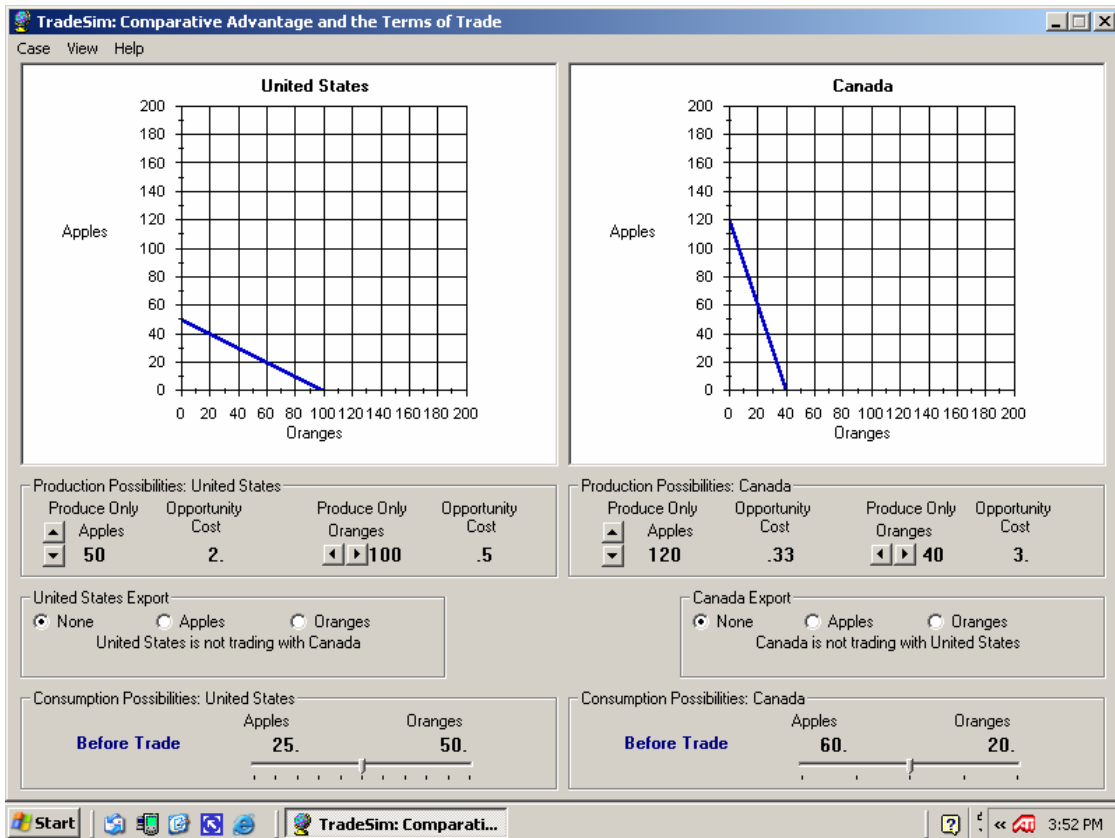 TradeSim: Comparative Advantage and the Terms of Trade
Case View Help
United States
200
180
160
140
120
100
80
60
40
20
0
Apples
0 20 40 60 80 100 120 140 160 180 200
Oranges
Canada
200
180
160
140
120
100
80
60
40
20
0
Apples
0 20 40 60 80 100 120 140 160 180 200
Oranges
Production Possibilities: United States
Produce Only Opportunity Produce Only Opportunity
Apples Cost Oranges Cost
50 2. 100 .5
Production Possibilities: Canada
Produce Only Opportunity Produce Only Opportunity
Apples Cost Oranges Cost
120 .33 40 3.
United States Export
None Apples Oranges
United States is not trading with Canada
Canada Export
None Apples Oranges
Canada is not trading with United States
Consumption Possibilities: United States
Apples Oranges
Before Trade 25. 50.
Consumption Possibilities: Canada
Apples Oranges
Before Trade 60. 20.
Start TradeSim: Comparati... « ATI 3:52 PM